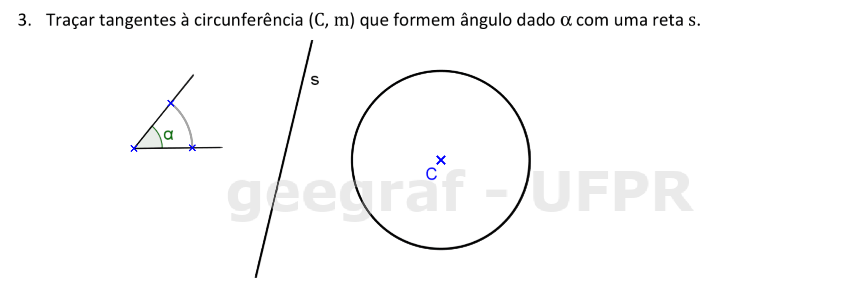 3. Traçar tangentes à circunferência (C, m) que formem ângulo dado α com uma reta s.
s
α
C
geegraf - UFPR